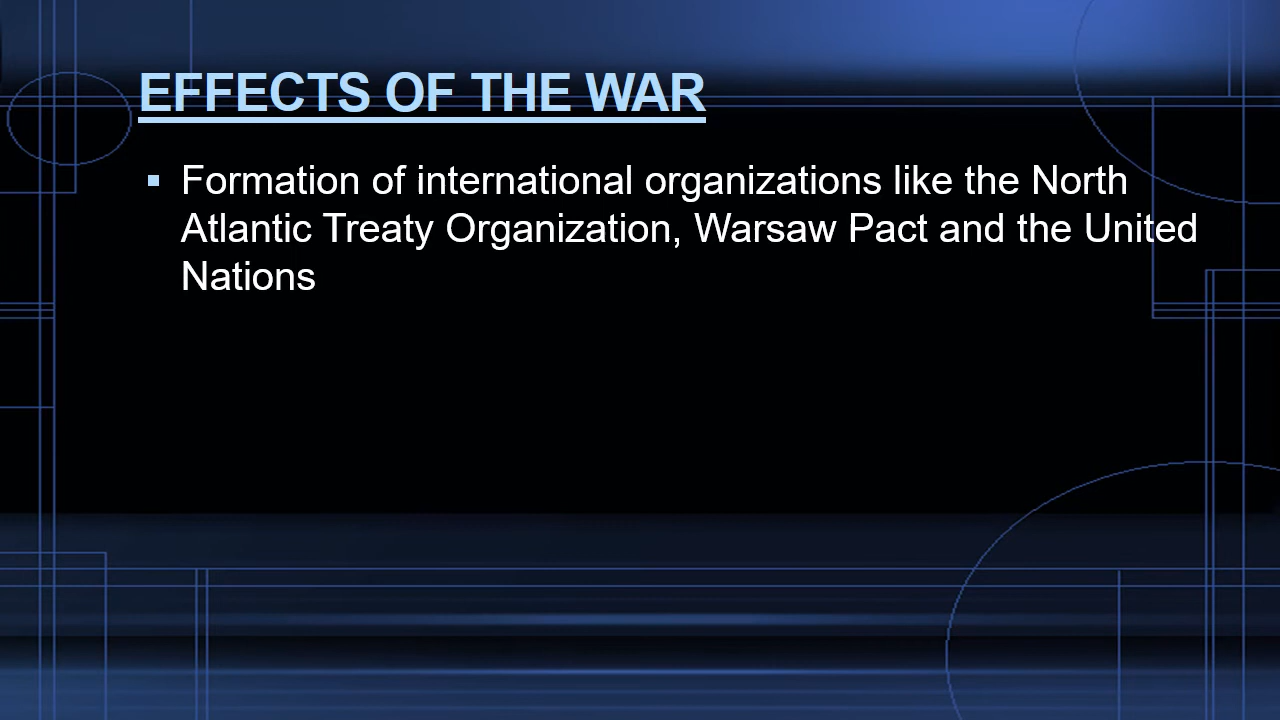 EFFECTS OF THE WAR
▪ Formation of international organizations like the North
Atlantic Treaty Organization, Warsaw Pact and the United
Nations